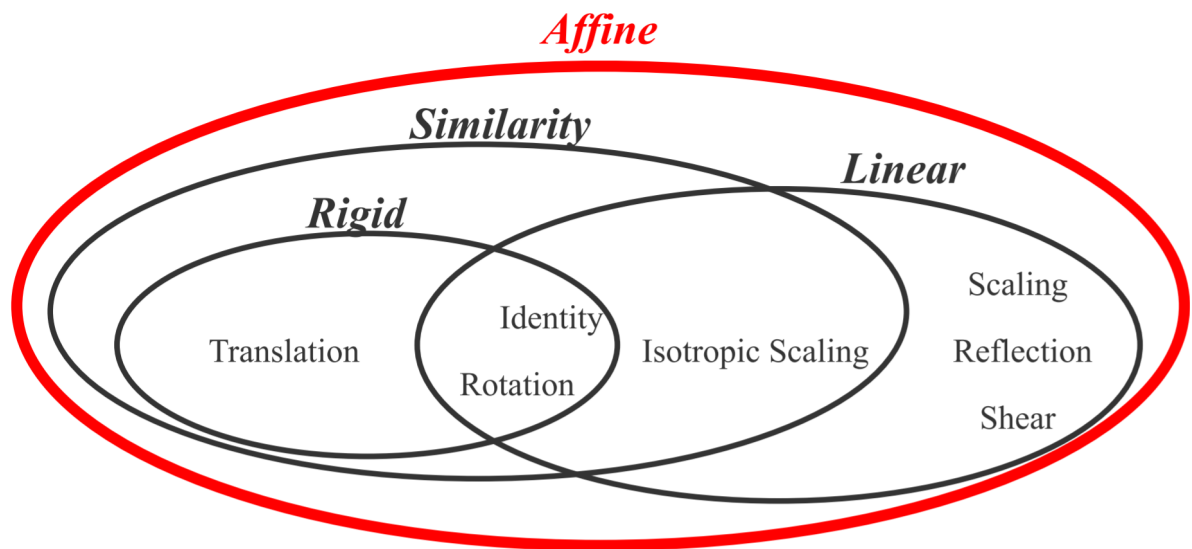 Affine
Similarity
Linear
Rigid
Scaling
Identity
Translation
Isotropic Scaling
Reflection
Rotation
Shear